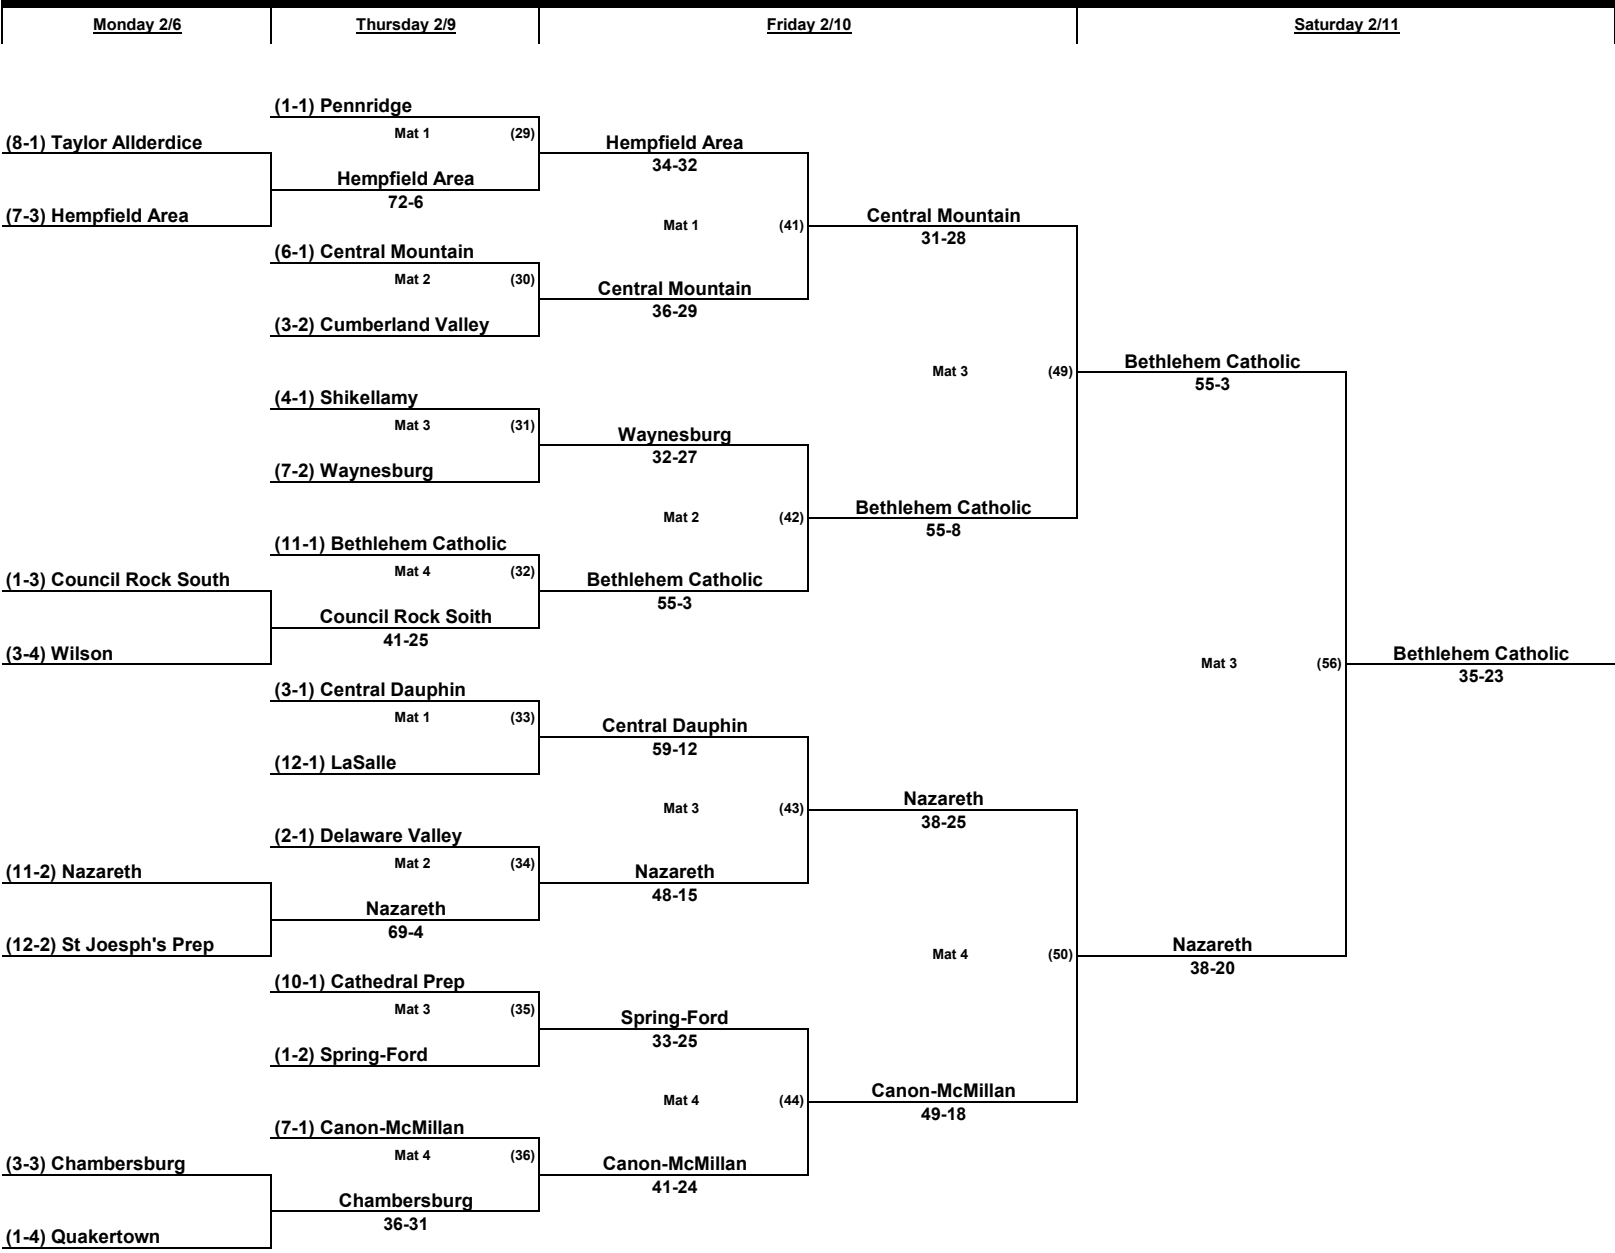 Monday 2/6 Thursday 2/9 Friday 2/10 Saturday 2/11
(1-1) Pennridge
Mat 1 (29)
(8-1) Taylor Allderdice Hempfield Area
34-32
Hempfield Area
72-6
(7-3) Hempfield Area Mat 1 (41) Central Mountain
31-28
(6-1) Central Mountain
Mat 2 (30)
Central Mountain
36-29
(3-2) Cumberland Valley
Mat 3 (49) Bethlehem Catholic
55-3
(4-1) Shikellamy
Mat 3 (31)
Waynesburg
32-27
(7-2) Waynesburg
Mat 2 (42) Bethlehem Catholic
55-8
(11-1) Bethlehem Catholic
Mat 4 (32)
(1-3) Council Rock South Bethlehem Catholic
55-3
Council Rock Soith
41-25
(3-4) Wilson Mat 3 (56) Bethlehem Catholic
35-23
(3-1) Central Dauphin
Mat 1 (33)
Central Dauphin
59-12
(12-1) LaSalle
Mat 3 (43) Nazareth
38-25
(2-1) Delaware Valley
Mat 2 (34)
(11-2) Nazareth Nazareth
48-15
Nazareth
69-4
(12-2) St Joesph's Prep Mat 4 (50) Nazareth
38-20
(10-1) Cathedral Prep
Mat 3 (35)
Spring-Ford
33-25
(1-2) Spring-Ford
Mat 4 (44) Canon-McMillan
49-18
(7-1) Canon-McMillan
Mat 4 (36)
(3-3) Chambersburg Canon-McMillan
41-24
Chambersburg
36-31
(1-4) Quakertown